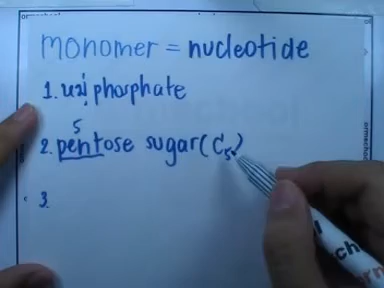 monomer = nucleotide
1. หมู่ phosphate
5
2. pentose sugar (C5)
3.